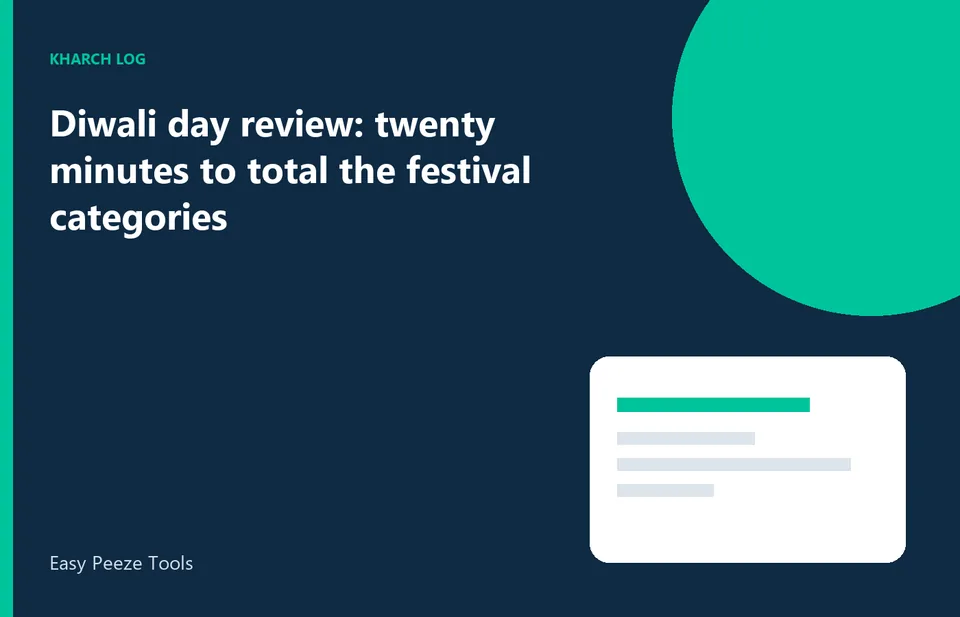 KHARCH LOG
Diwali day review: twenty
minutes to total the festival
categories
Easy Peeze Tools